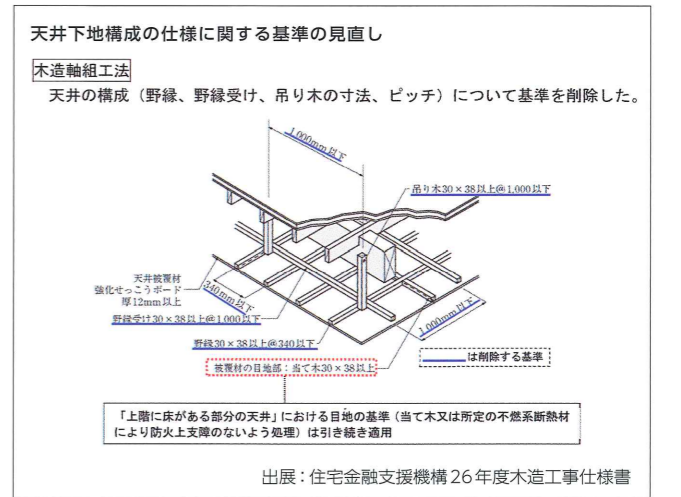 天井下地構成の仕様に関する基準の見直し
木造軸組工法
天井の構成（野縁、野縁受け、吊り木の寸法、ピッチ）について基準を削除した。
1,000mm以下
吊り木30×38以上@1,000以下
天井被覆材
強化せっこうボード
厚12mm以上
340mm以下
野縁受け30×38以上@1,000以下
1,000mm以下
野縁30×38以上@340以下
は削除する基準
被覆材の目地部：当て木30×38以上
「上階に床がある部分の天井」における目地の基準（当て木又は所定の不燃系断熱材
により防火上支障のないよう処理）は引き続き適用
出展：住宅金融支援機構26年度木造工事仕様書